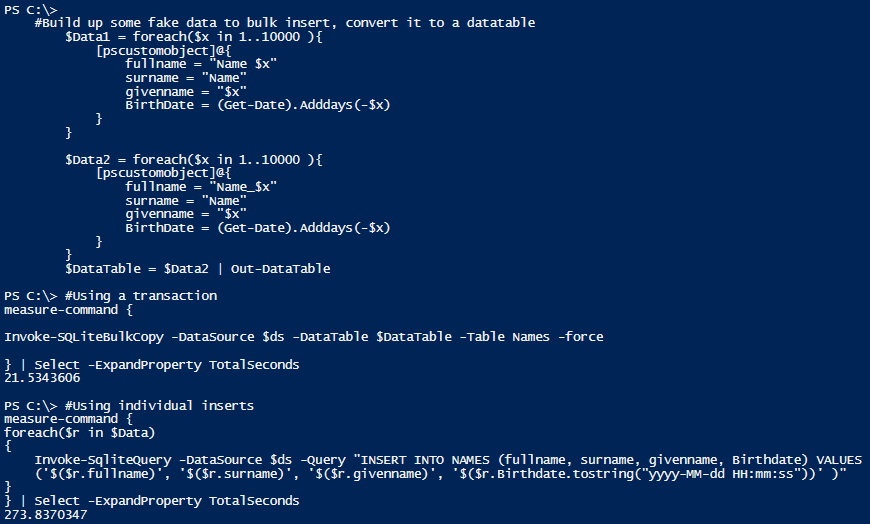 PS C:\>
    #Build up some fake data to bulk insert, convert it to a datatable
        $Data1 = foreach($x in 1..10000 ){
            [pscustomobject]@{
                fullname = "Name $x"
                surname = "Name"
                givenname = "$x"
                BirthDate = (Get-Date).Adddays(-$x)
            }
        }

        $Data2 = foreach($x in 1..10000 ){
            [pscustomobject]@{
                fullname = "Name_$x"
                surname = "Name"
                givenname = "$x"
                BirthDate = (Get-Date).Adddays(-$x)
            }
        }
        $DataTable = $Data2 | Out-DataTable

PS C:\> #Using a transaction
measure-command {

Invoke-SQLiteBulkCopy -DataSource $ds -DataTable $DataTable -Table Names -force

} | Select -ExpandProperty TotalSeconds
21.5343606

PS C:\> #Using individual inserts
measure-command {
foreach($r in $Data)
{
    Invoke-SqliteQuery -DataSource $ds -Query "INSERT INTO NAMES (fullname, surname, givenname, Birthdate) VALUES
    ('$($r.fullname)', '$($r.surname)', '$($r.givenname)', '$($r.Birthdate.tostring("yyyy-MM-dd HH:mm:ss"))' )"
}
} | Select -ExpandProperty TotalSeconds
273.8370347